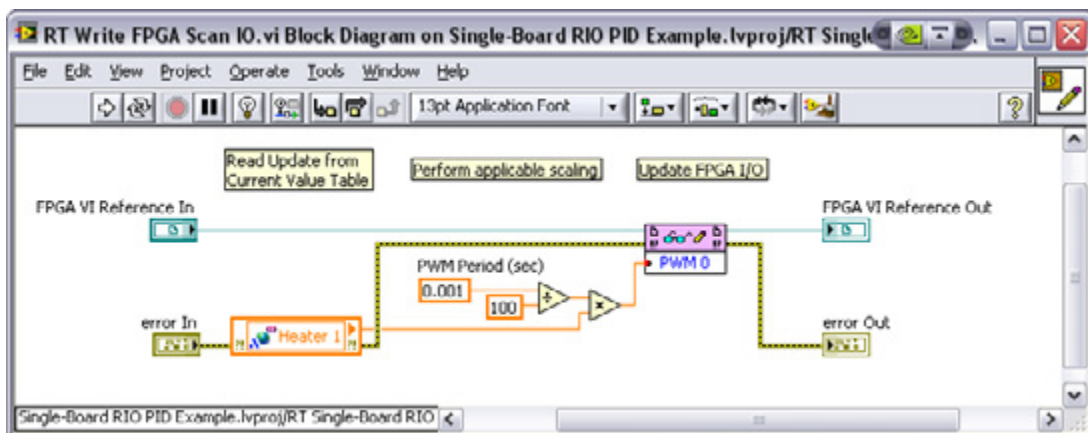 RT Write FPGA Scan IO.vi Block Diagram on Single-Board RIO PID Example.lvproj/RT Singl
File Edit View Project Operate Tools Window Help
13pt Application Font
Read Update from
Current Value Table
Perform applicable scaling
Update FPGA I/O
FPGA VI Reference In
FPGA VI Reference Out
PWM 0
PWM Period (sec)
0.001
100
error In
Heater 1
error Out
Single-Board RIO PID Example.lvproj/RT Single-Board RIO